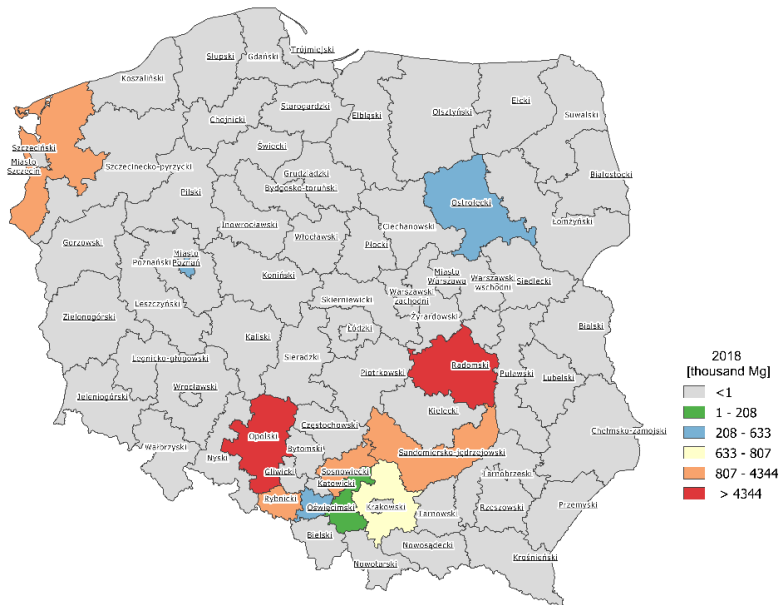 Słupski
Gdański
Trójmiejski
Koszaliński
Ełcki
Starogardzki
Olsztyński
Elbląski
Suwalski
Chojnicki
Szczeciński
Świecki
Miasto
Szczecin
Szczecinecko-pyrzycki
Grudziądzki
Białostocki
Bydgosko-toruński
Pilski
Ostrołęcki
Inowrocławski
Łomżyński
Ciechanowski
Włocławski
Gorzowski
Płocki
Miasto
Poznań
Poznański
Miasto
Warszawa
Warszawski
wschodni
Siedlecki
Koniński
Warszawski
zachodni
Leszczyński
Skierniewicki
Zielonogórski
Żyrardowski
Łódzki
Bialski
Kaliski
Legnicko-głogowski
Sieradzki
Radomski
Piotrkowski
Puławski
Lubelski
Wrocławski
Jeleniogórski
Kielecki
Częstochowski
Chełmsko-zamojski
Opolski
Wałbrzyski
Bytomski
Sandomiersko-jędrzejowski
Nyski
Gliwicki
Sosnowiecki
Tarnobrzeski
Katowicki
Rybnicki
Oświęcimski
Krakowski
Tarnowski
Rzeszowski
Przemyski
Bielski
Nowosądecki
Krośnieński
Nowotarski
2018
[thousand Mg]
<1
1 - 208
208 - 633
633 - 807
807 - 4344
> 4344